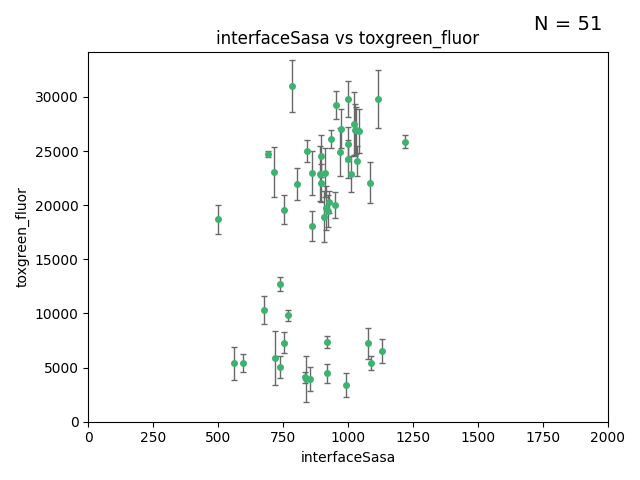 N = 51
interfaceSasa vs toxgreen_fluor
toxgreen_fluor
30000
25000
20000
15000
10000
5000
0
0 250 500 750 1000 1250 1500 1750 2000
interfaceSasa